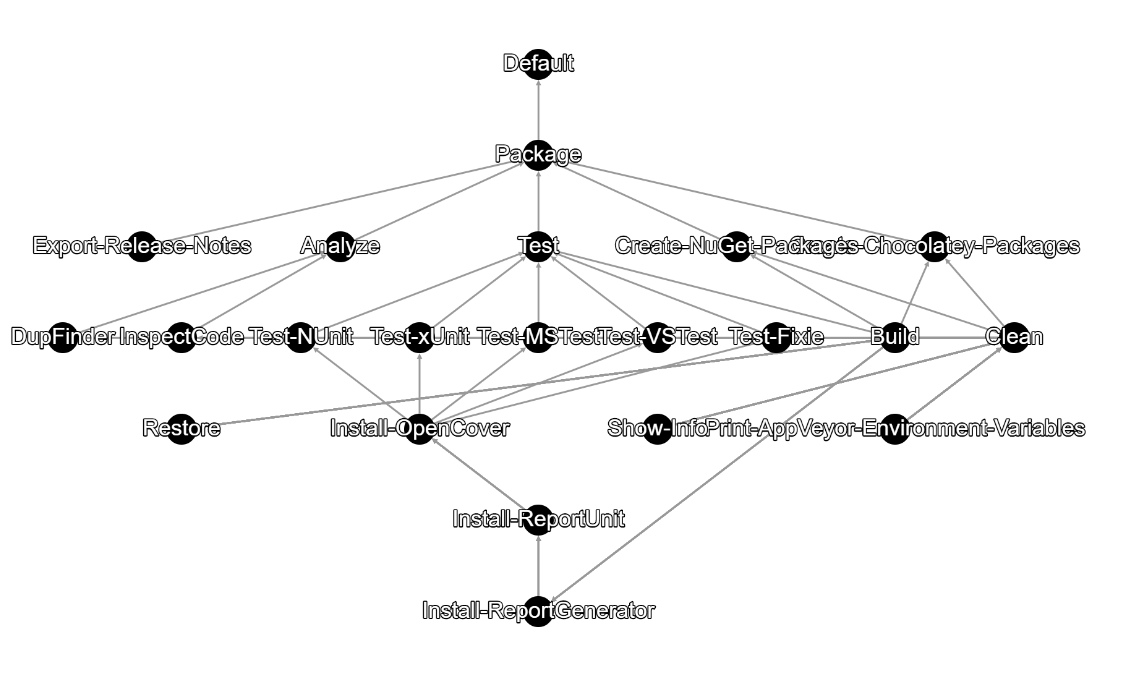 Default
Package
Export-Release-Notes
Analyze
Test
Create-NuGet-Packages
Create-Chocolatey-Packages
DupFinder
InspectCode
Test-NUnit
Test-xUnit
Test-MSTest
Test-VSTest
Test-Fixie
Build
Clean
Restore
Install-OpenCover
Show-Info
Print-AppVeyor-Environment-Variables
Install-ReportUnit
Install-ReportGenerator